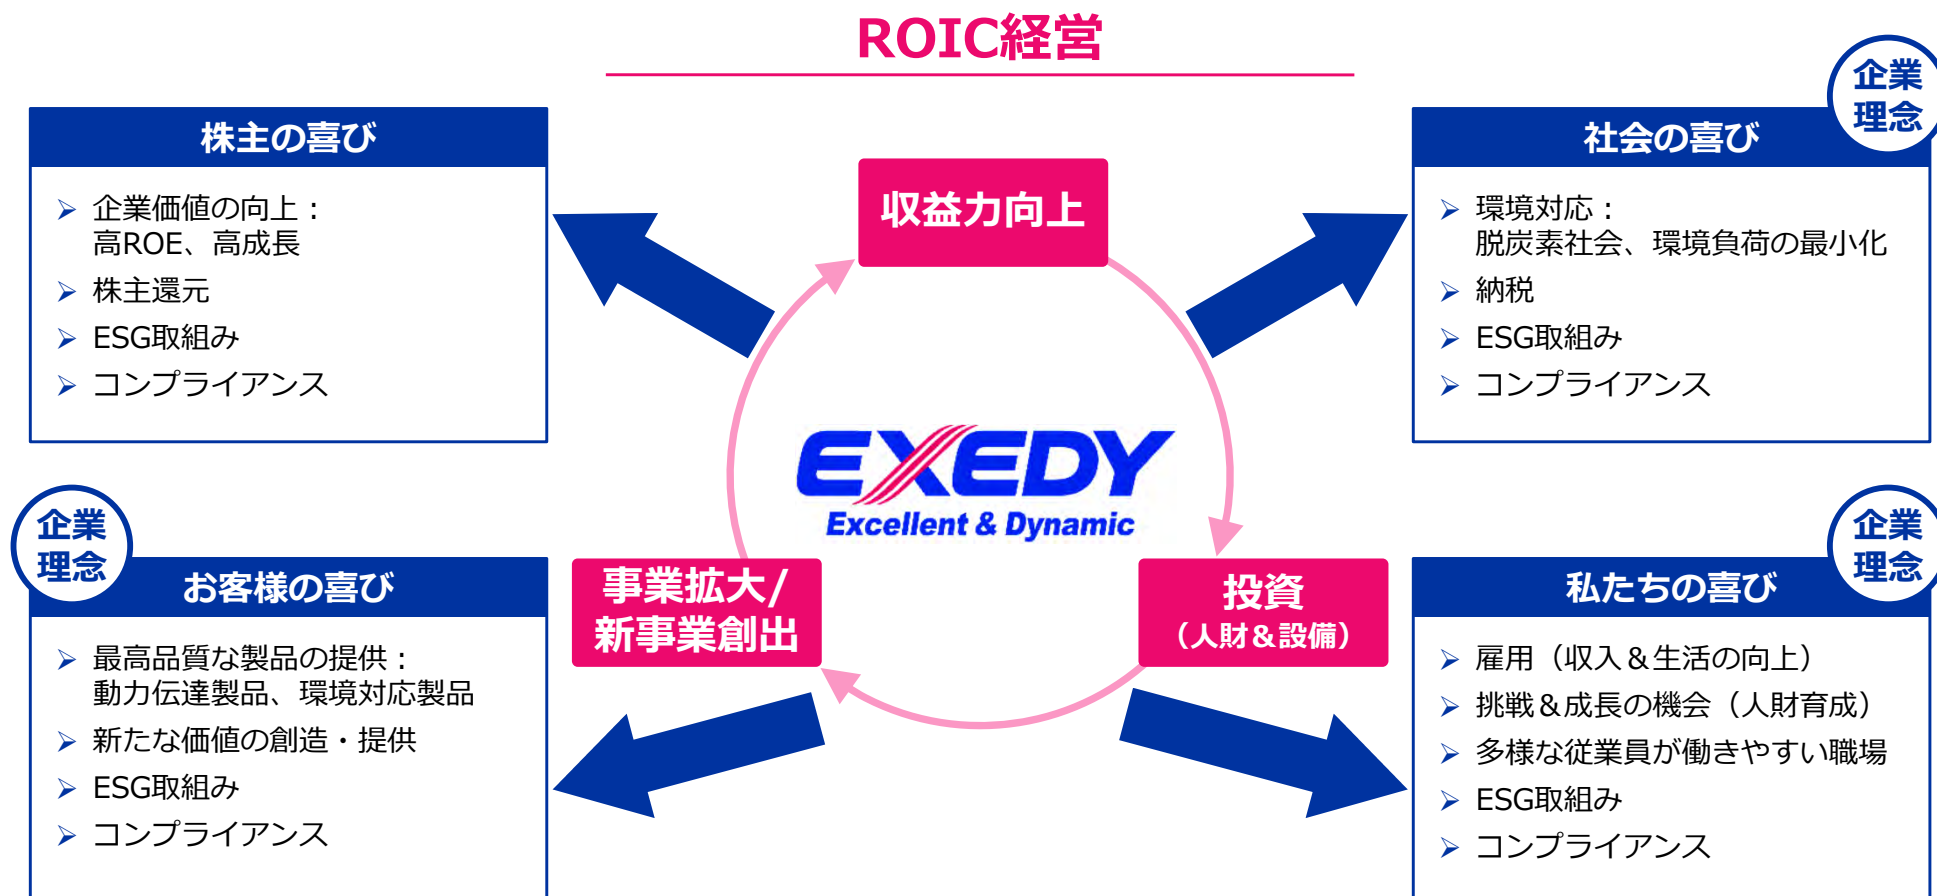 ROIC経営
株主の喜び
企業価値の向上：
高ROE、高成長
株主還元
ESG取組み
コンプライアンス
収益力向上
企業
理念
社会の喜び
環境対応：
脱炭素社会、環境負荷の最小化
納税
ESG取組み
コンプライアンス
EXEDY
Excellent & Dynamic
企業
理念
お客様の喜び
最高品質な製品の提供：
動力伝達製品、環境対応製品
新たな価値の創造・提供
ESG取組み
コンプライアンス
事業拡大/
新事業創出
投資
（人財＆設備）
企業
理念
私たちの喜び
雇用（収入＆生活の向上）
挑戦＆成長の機会（人財育成）
多様な従業員が働きやすい職場
ESG取組み
コンプライアンス